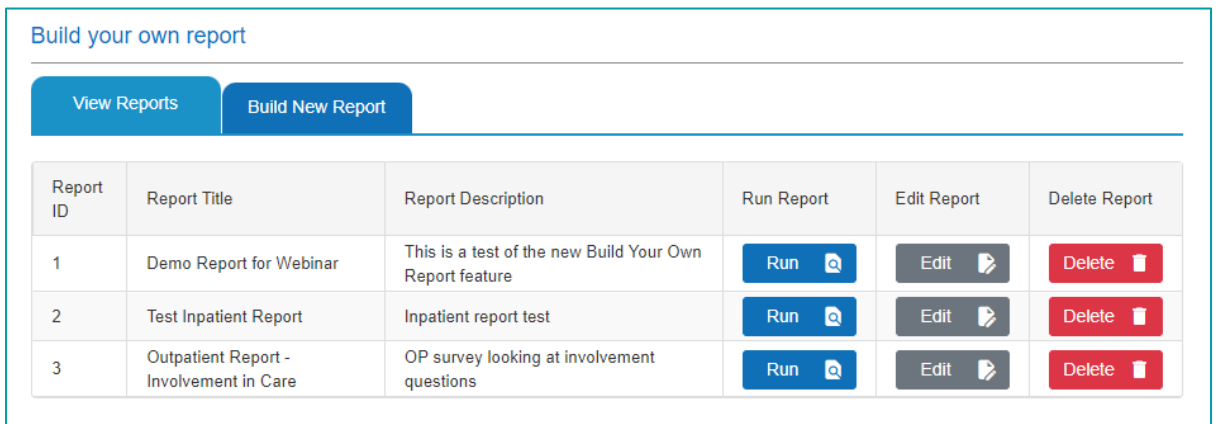 Build your own report
View Reports
Build New Report
Report
ID
Report Title
Report Description
Run Report
Edit Report
Delete Report
1
Demo Report for Webinar
This is a test of the new Build Your Own
Report feature
Run
Edit
Delete
2
Test Inpatient Report
Inpatient report test
Run
Edit
Delete
3
Outpatient Report -
Involvement in Care
OP survey looking at involvement
questions
Run
Edit
Delete